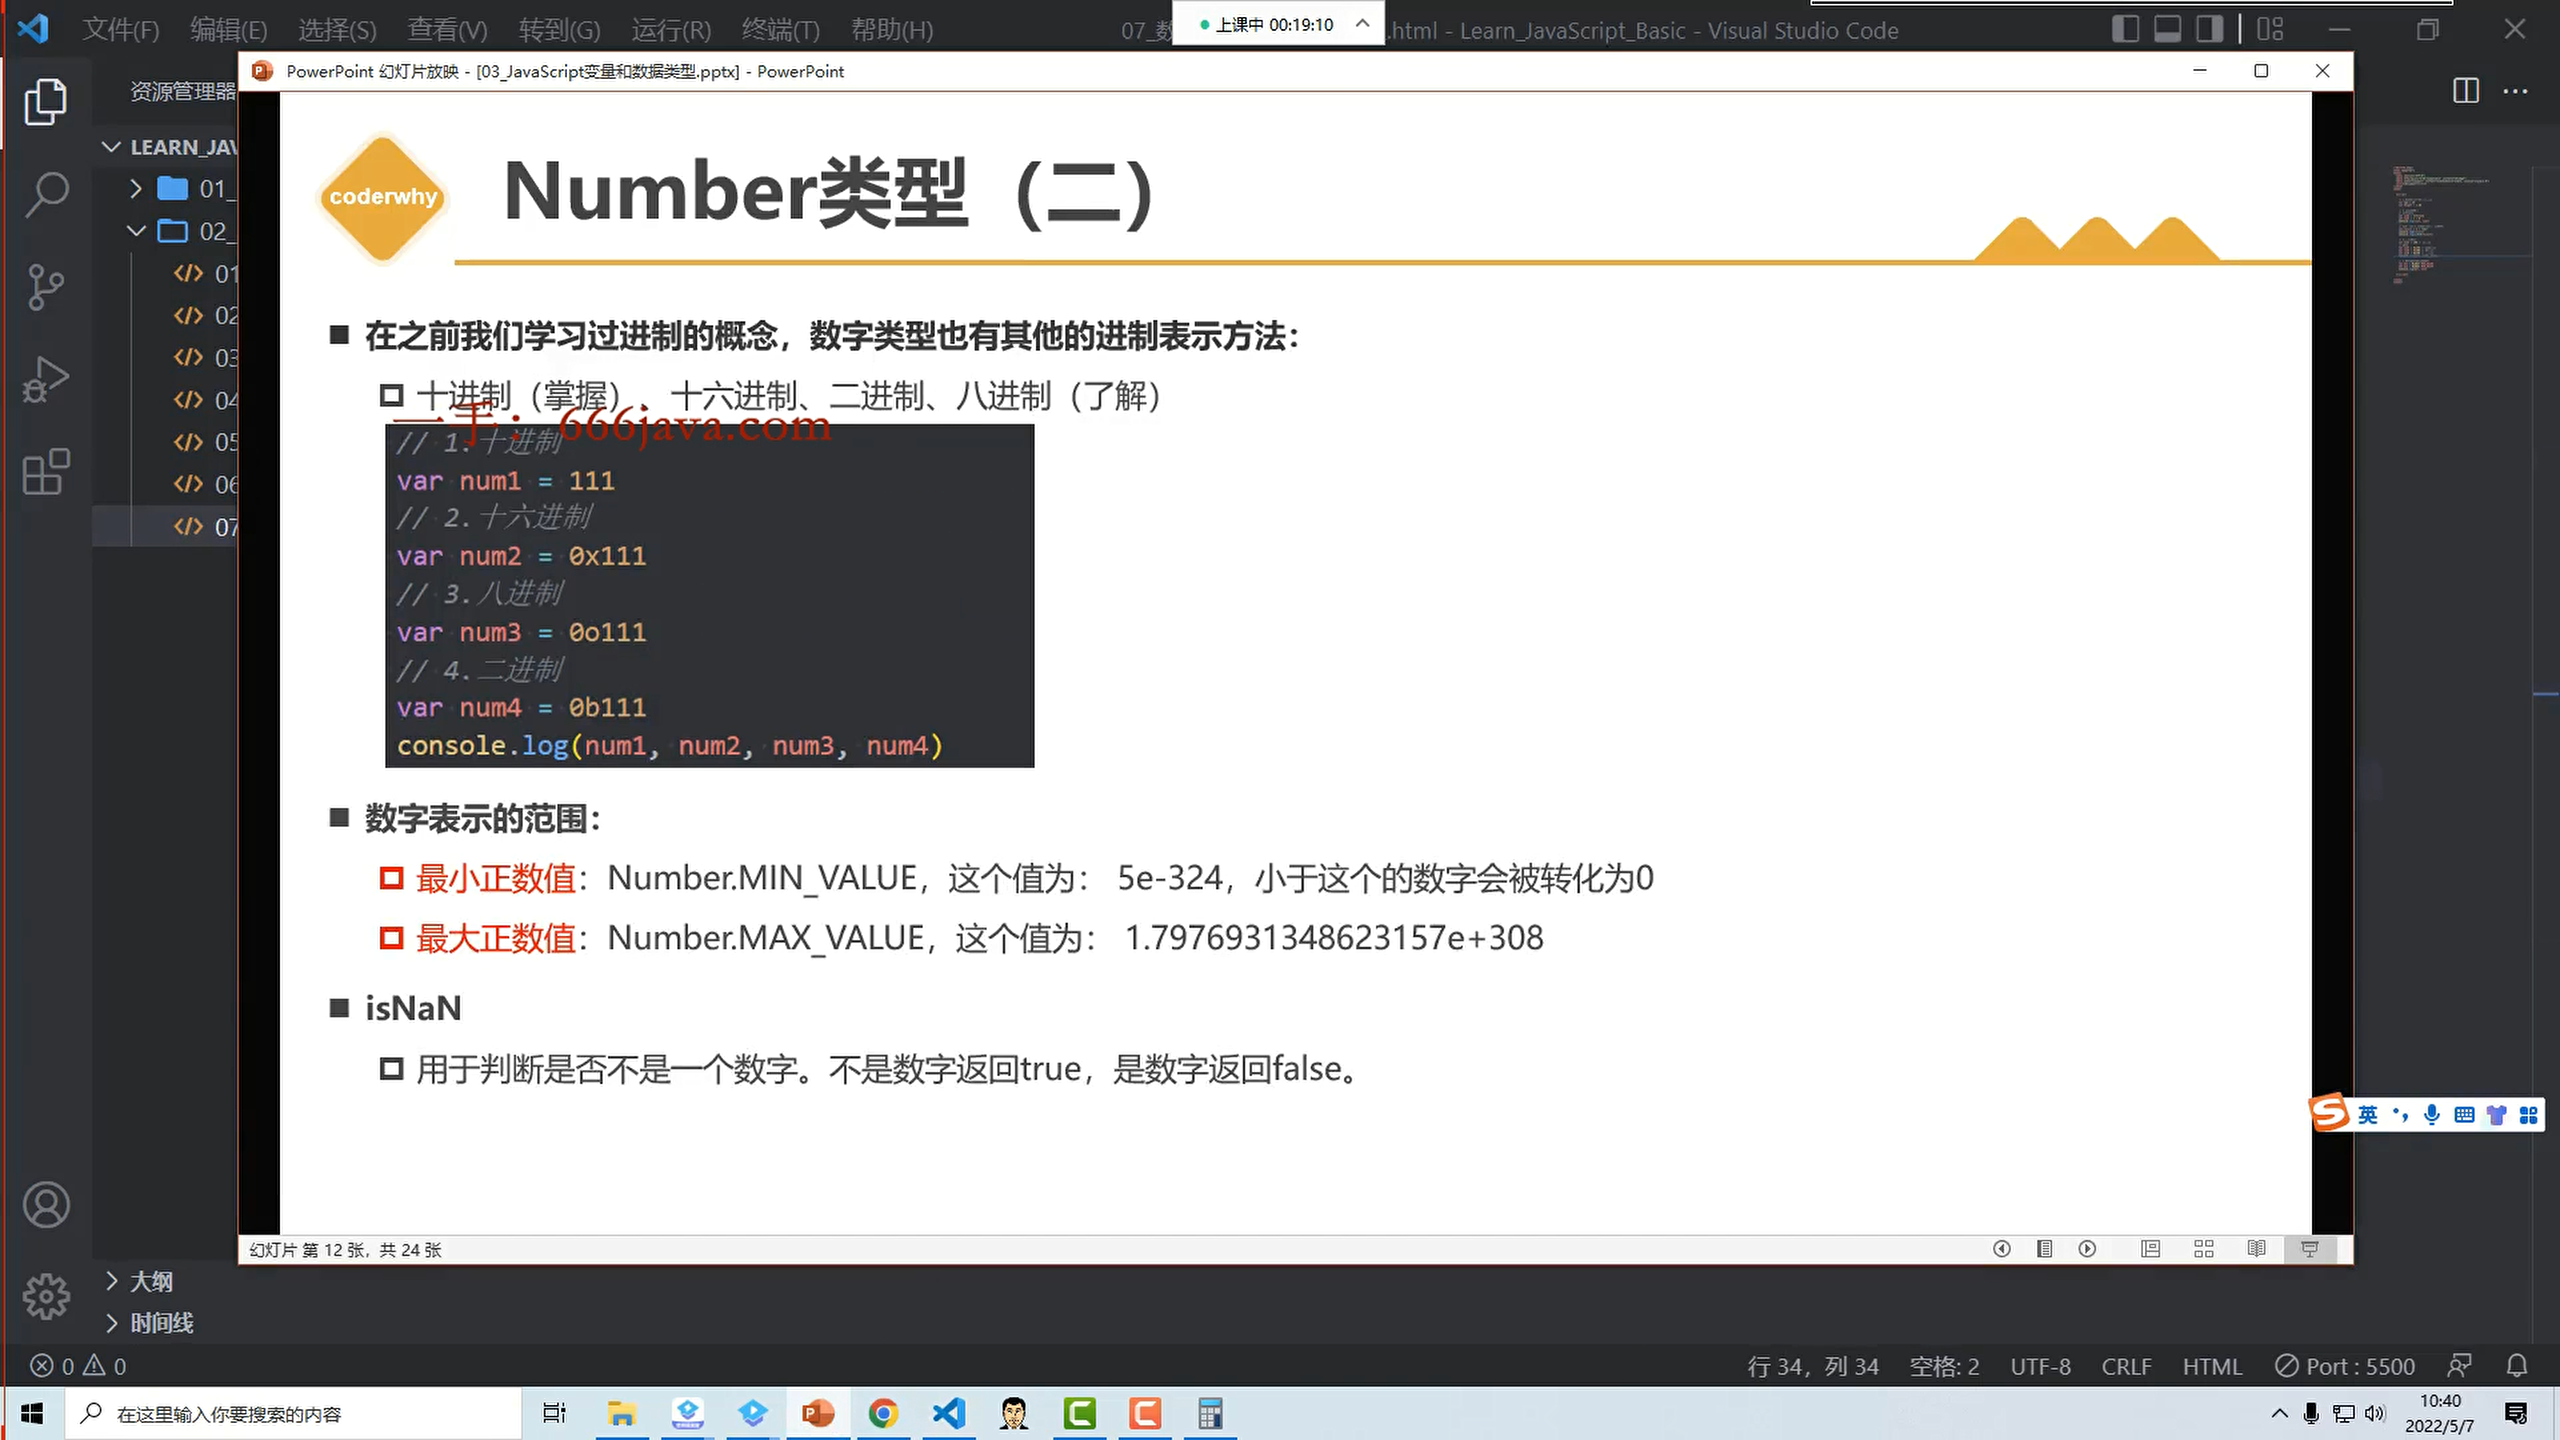 文件(F) 编辑(E) 选择(S) 查看(V) 转到(G) 运行(R) 终端(T) 帮助(H)
上课中 00:19:10
.html - Learn_JavaScript_Basic - Visual Studio Code
PowerPoint 幻灯片放映 - [03_JavaScript变量和数据类型.pptx] - PowerPoint
资源管理器
LEARN_JAV
01_
02_
01
02
03
04
05
06
07
coderwhy
Number类型（二）
在之前我们学习过进制的概念，数字类型也有其他的进制表示方法：
十进制（掌握）、十六进制、二进制、八进制（了解）
一手：666java.com
// 1.十进制
var num1 = 111
// 2.十六进制
var num2 = 0x111
// 3.八进制
var num3 = 0o111
// 4.二进制
var num4 = 0b111
console.log(num1, num2, num3, num4)
数字表示的范围：
最小正数值：Number.MIN_VALUE，这个值为： 5e-324，小于这个的数字会被转化为0
最大正数值：Number.MAX_VALUE，这个值为： 1.7976931348623157e+308
isNaN
用于判断是否不是一个数字。不是数字返回true，是数字返回false。
英
幻灯片 第 12 张，共 24 张
大纲
时间线
0 0
行 34，列 34 空格: 2 UTF-8 CRLF HTML Port : 5500
在这里输入你要搜索的内容
10:40
2022/5/7